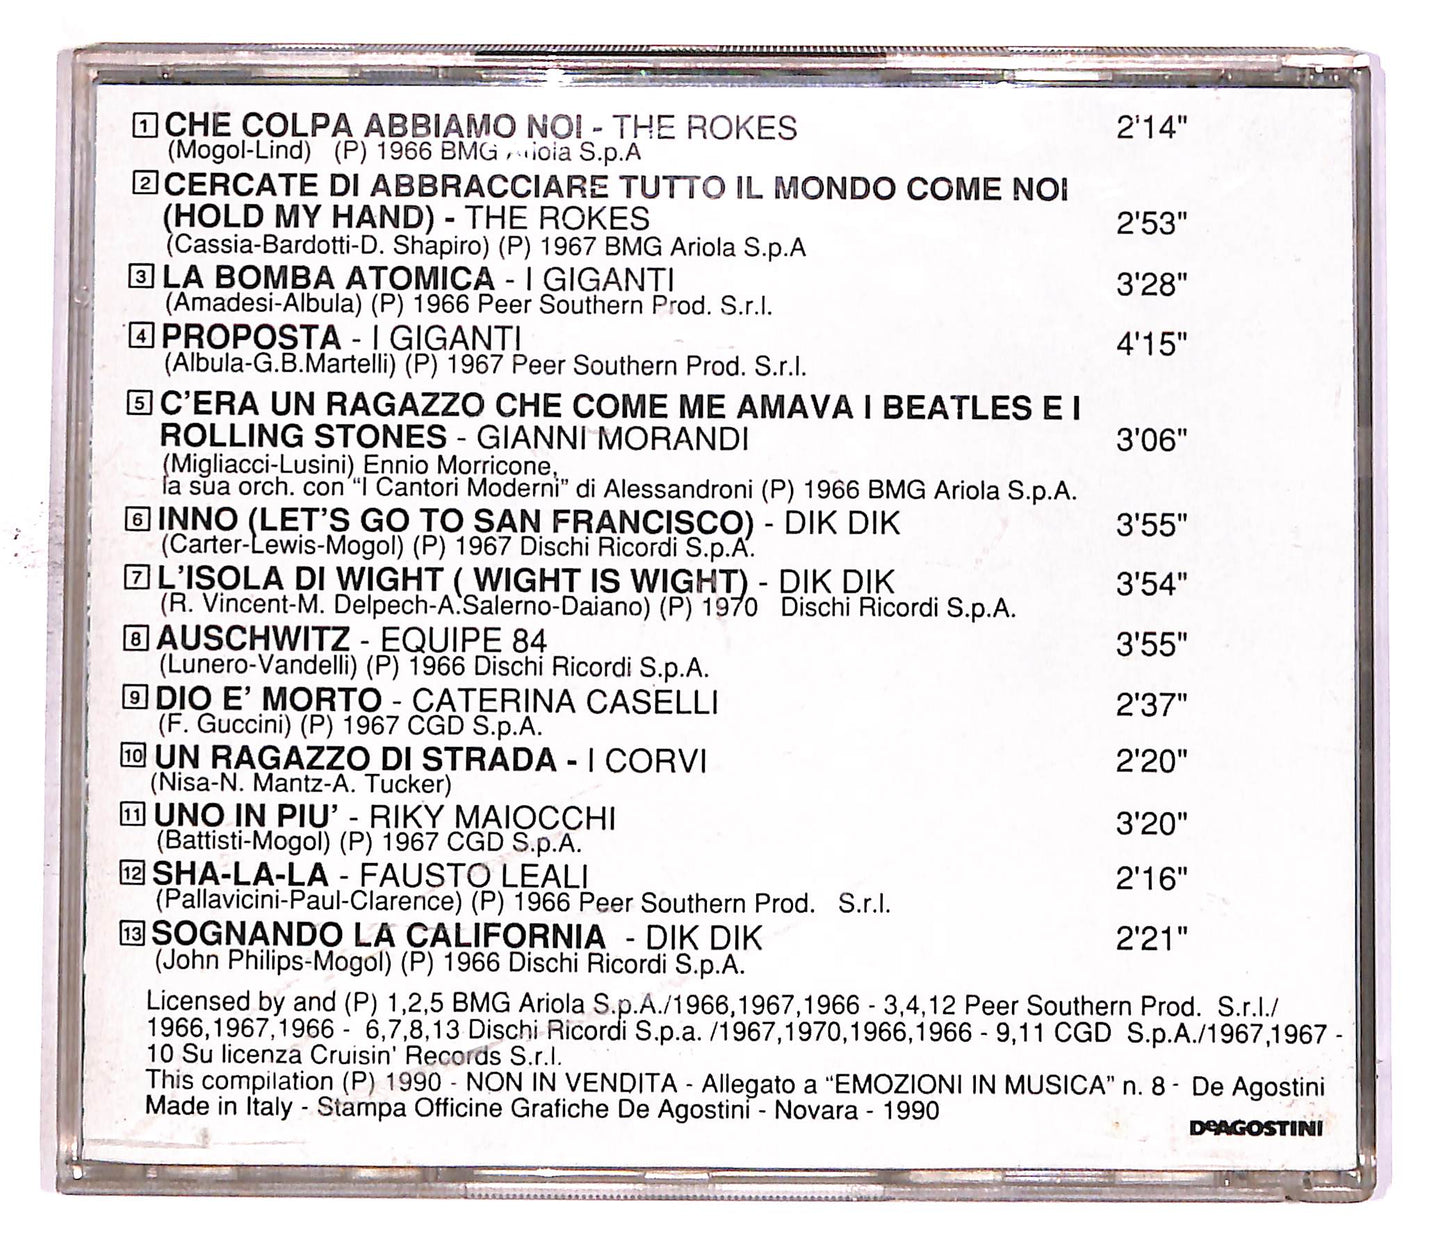 1 CHE COLPA ABBIAMO NOI - THE ROKES 2'14"
(Mogol-Lind) (P) 1966 BMG Ariola S.p.A
2 CERCATE DI ABBRACCIARE TUTTO IL MONDO COME NOI
(HOLD MY HAND) - THE ROKES 2'53"
(Cassia-Bardotti-D. Shapiro) (P) 1967 BMG Ariola S.p.A
3 LA BOMBA ATOMICA - I GIGANTI 3'28"
(Amadesi-Albula) (P) 1966 Peer Southern Prod. S.r.l.
4 PROPOSTA - I GIGANTI 4'15"
(Albula-G.B.Martelli) (P) 1967 Peer Southern Prod. S.r.l.
5 C'ERA UN RAGAZZO CHE COME ME AMAVA I BEATLES E I
ROLLING STONES - GIANNI MORANDI 3'06"
(Migliacci-Lusini) Ennio Morricone,
la sua orch. con "I Cantori Moderni" di Alessandroni (P) 1966 BMG Ariola S.p.A.
6 INNO (LET'S GO TO SAN FRANCISCO) - DIK DIK 3'55"
(Carter-Lewis-Mogol) (P) 1967 Dischi Ricordi S.p.A.
7 L'ISOLA DI WIGHT ( WIGHT IS WIGHT) - DIK DIK 3'54"
(R. Vincent-M. Delpech-A.Salerno-Daiano) (P) 1970 Dischi Ricordi S.p.A.
8 AUSCHWITZ - EQUIPE 84 3'55"
(Lunero-Vandelli) (P) 1966 Dischi Ricordi S.p.A.
9 DIO E' MORTO - CATERINA CASELLI 2'37"
(F. Guccini) (P) 1967 CGD S.p.A.
10 UN RAGAZZO DI STRADA - I CORVI 2'20"
(Nisa-N. Mantz-A. Tucker)
11 UNO IN PIU' - RIKY MAIOCCHI 3'20"
(Battisti-Mogol) (P) 1967 CGD S.p.A.
12 SHA-LA-LA - FAUSTO LEALI 2'16"
(Pallavicini-Paul-Clarence) (P) 1966 Peer Southern Prod. S.r.l.
13 SOGNANDO LA CALIFORNIA - DIK DIK 2'21"
(John Philips-Mogol) (P) 1966 Dischi Ricordi S.p.A.
Licensed by and (P) 1,2,5 BMG Ariola S.p.A./1966,1967,1966 - 3,4,12 Peer Southern Prod. S.r.l./
1966,1967,1966 - 6,7,8,13 Dischi Ricordi S.p.a. /1967,1970,1966,1966 - 9,11 CGD S.p.A./1967,1967 -
10 Su licenza Cruisin' Records S.r.l.
This compilation (P) 1990 - NON IN VENDITA - Allegato a "EMOZIONI IN MUSICA" n. 8 - De Agostini
Made in Italy - Stampa Officine Grafiche De Agostini - Novara - 1990
DeAGOSTINI